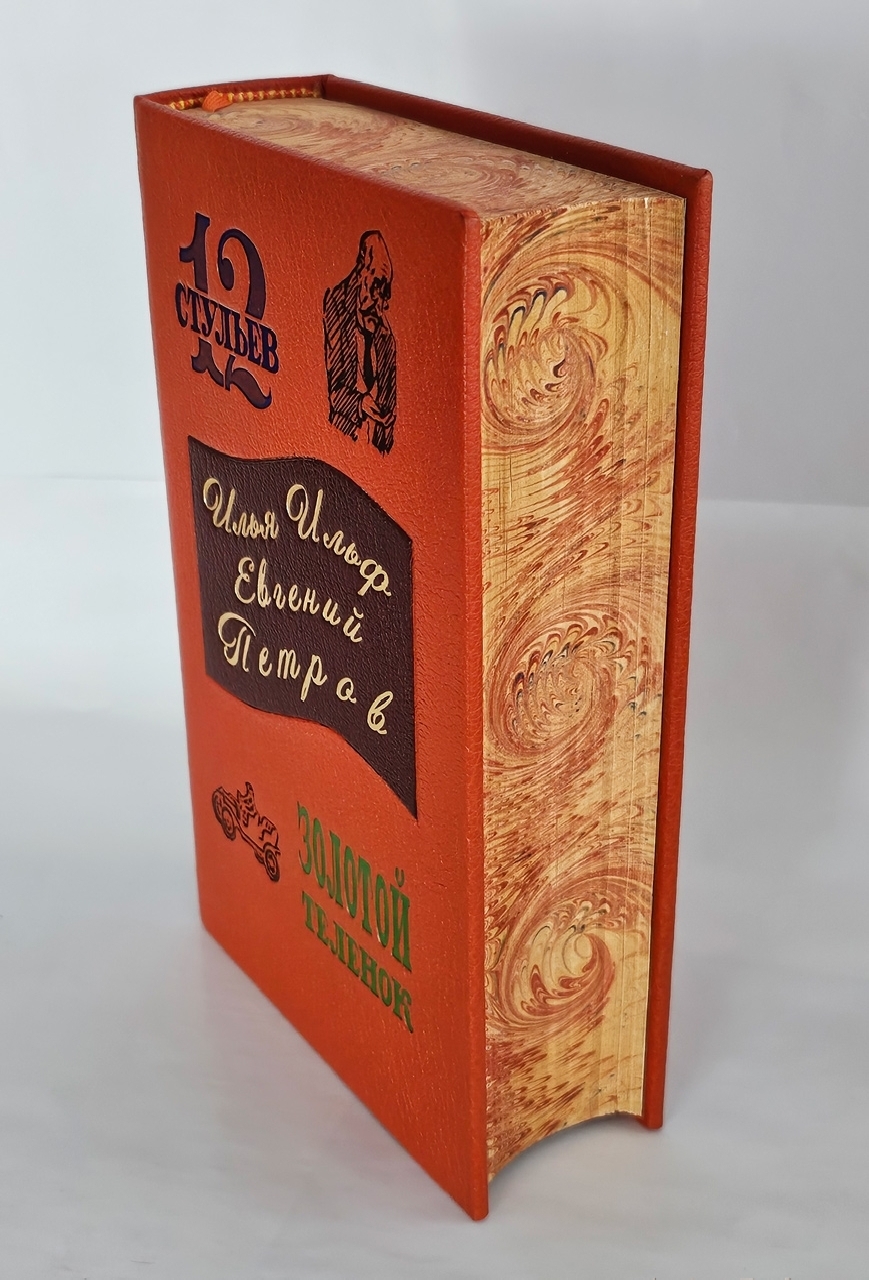 12
СТУЛЬЕВ
Илья Ильф
Евгений
Петров
ЗОЛОТОЙ
ТЕЛЕНОК